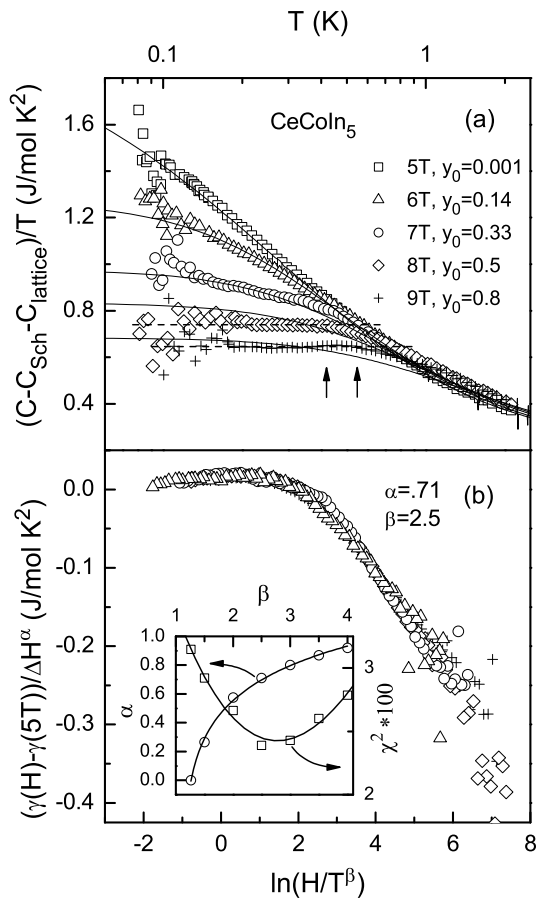 T (K)
0.1 1
(a)
CeCoIn₅
5T, y₀=0.001
6T, y₀=0.14
7T, y₀=0.33
8T, y₀=0.5
9T, y₀=0.8
1.6
1.2
0.8
0.4
(C-C_Sch-C_lattice)/T (J/mol K²)
(b)
α=.71
β=2.5
0.0
-0.1
-0.2
-0.3
-0.4
(γ(H)-γ(5T))/ΔH^α (J/mol K²)
β
1 2 3 4
1.0
0.8
0.6
0.4
0.2
0.0
α
3
2
χ² *100
-2 0 2 4 6 8
ln(H/T^β)